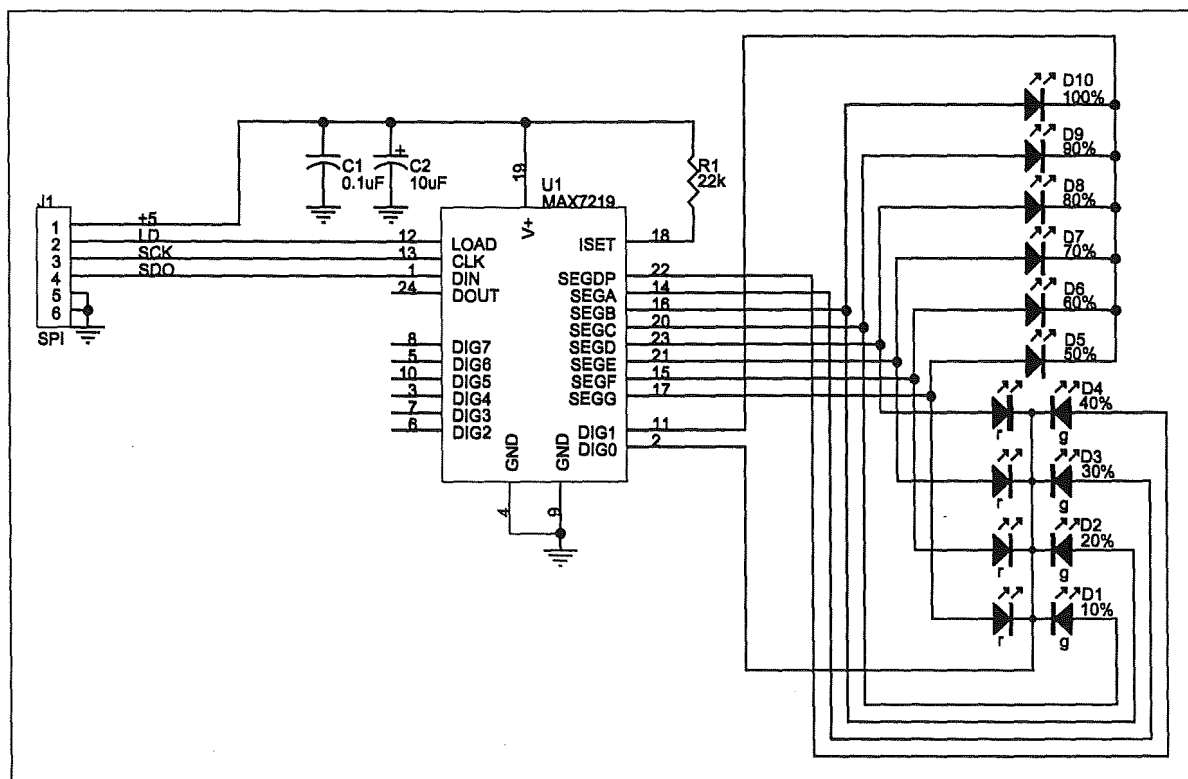 D10
100%
D9
90%
D8
80%
D7
70%
D6
60%
D5
50%
D4
40%
r
g
D3
30%
r
g
D2
20%
r
g
D1
10%
r
g
C1
0.1uF
+
C2
10uF
R1
22k
19
U1
MAX7219
V+
J1
1
2
3
4
5
6
SPI
+5
LD
SCK
SDO
12
13
1
24
LOAD
CLK
DIN
DOUT
8
5
10
3
7
6
DIG7
DIG6
DIG5
DIG4
DIG3
DIG2
ISET
18
SEGDP
22
SEGA
14
SEGB
16
SEGC
20
SEGD
23
SEGE
21
SEGF
15
SEGG
17
DIG1
11
DIG0
2
GND
GND
4
9